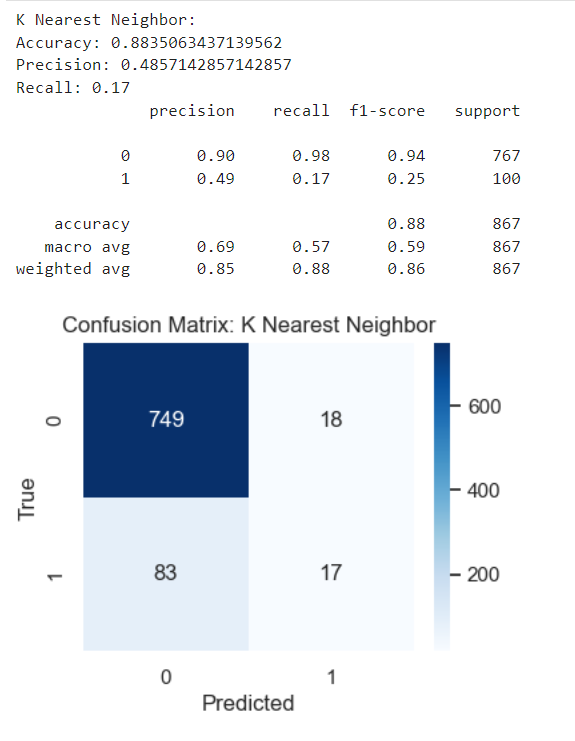 K Nearest Neighbor:
Accuracy: 0.8835063437139562
Precision: 0.4857142857142857
Recall: 0.17
precision recall f1-score support
0 0.90 0.98 0.94 767
1 0.49 0.17 0.25 100
accuracy 0.88 867
macro avg 0.69 0.57 0.59 867
weighted avg 0.85 0.88 0.86 867
Confusion Matrix: K Nearest Neighbor
0 749 18
1 83 17
0 1
Predicted
True
600
400
200